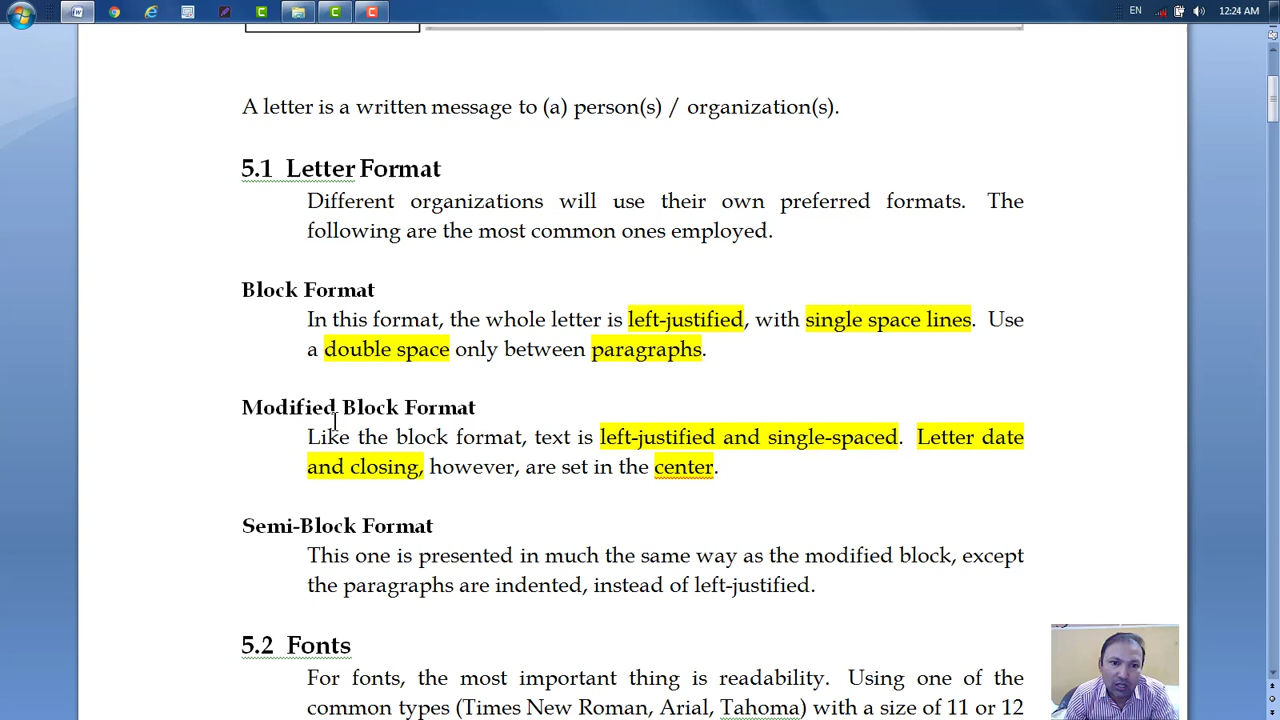 EN 12:24 AM
A letter is a written message to (a) person(s) / organization(s).
5.1 Letter Format
Different organizations will use their own preferred formats. The
following are the most common ones employed.
Block Format
In this format, the whole letter is left-justified, with single space lines. Use
a double space only between paragraphs.
Modified Block Format
Like the block format, text is left-justified and single-spaced. Letter date
and closing, however, are set in the center.
Semi-Block Format
This one is presented in much the same way as the modified block, except
the paragraphs are indented, instead of left-justified.
5.2 Fonts
For fonts, the most important thing is readability. Using one of the
common types (Times New Roman, Arial, Tahoma) with a size of 11 or 12